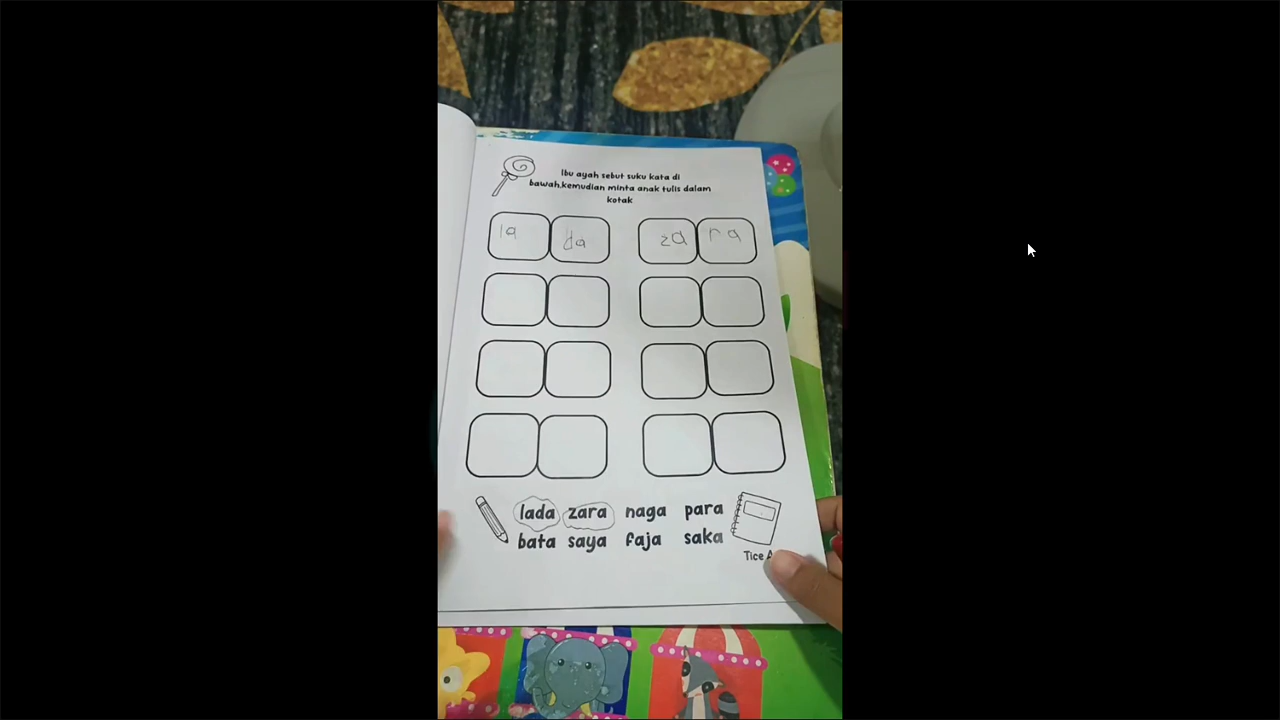 Ibu ayah sebut suku kata di
bawah,kemudian minta anak tulis dalam
kotak
la da za ra
lada zara naga para
bata saya faja saka
Tice